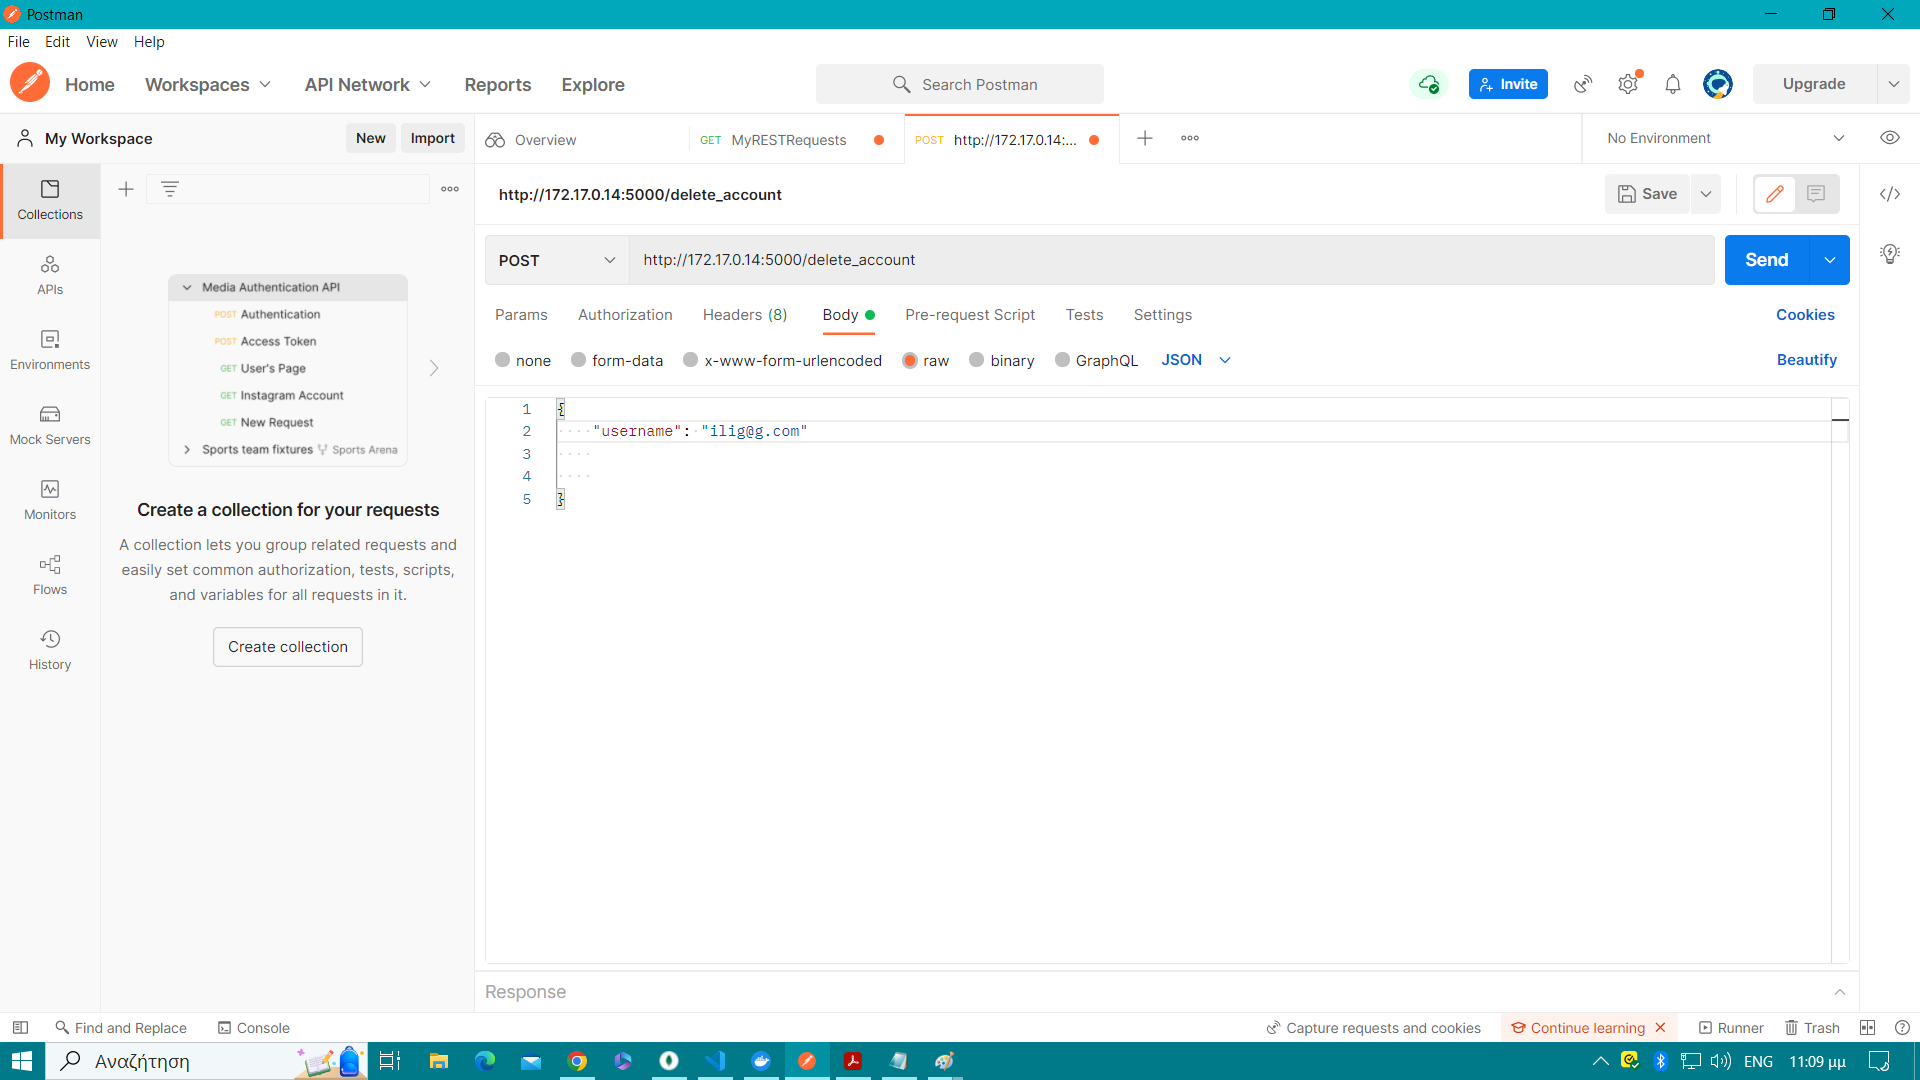 Postman
File Edit View Help
Home Workspaces API Network Reports Explore Search Postman Invite Upgrade
My Workspace New Import Overview GET MyRESTRequests POST http://172.17.0.14:... No Environment
Collections
APIs
Environments
Mock Servers
Monitors
Flows
History
Media Authentication API
POST Authentication
POST Access Token
GET User's Page
GET Instagram Account
GET New Request
Sports team fixtures Sports Arena
Create a collection for your requests
A collection lets you group related requests and
easily set common authorization, tests, scripts,
and variables for all requests in it.
Create collection
http://172.17.0.14:5000/delete_account Save
POST http://172.17.0.14:5000/delete_account Send
Params Authorization Headers (8) Body Pre-request Script Tests Settings Cookies
none form-data x-www-form-urlencoded raw binary GraphQL JSON Beautify
1 {
2 "username": "ilig@g.com"
3
4
5 }
Response
Find and Replace Console Capture requests and cookies Continue learning Runner Trash
Αναζήτηση ENG 11:09 μμ